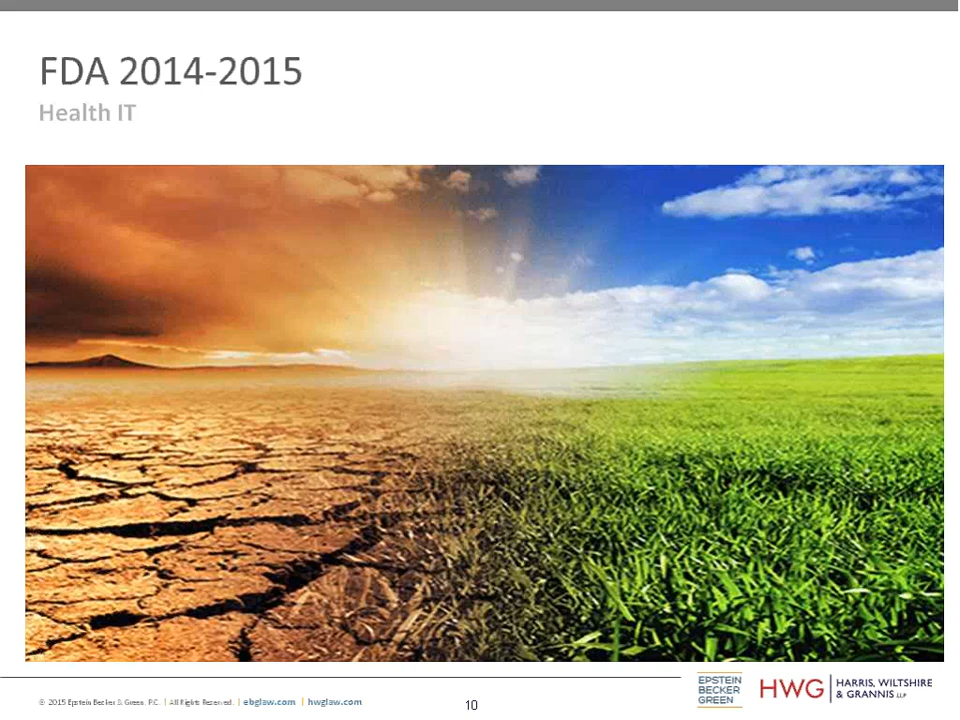 FDA 2014-2015
Health IT
© 2015 Epstein Becker & Green, P.C. | All Rights Reserved. | ebglaw.com | hwglaw.com
10
EPSTEIN
BECKER
GREEN
HWG
HARRIS, WILTSHIRE
& GRANNIS LLP